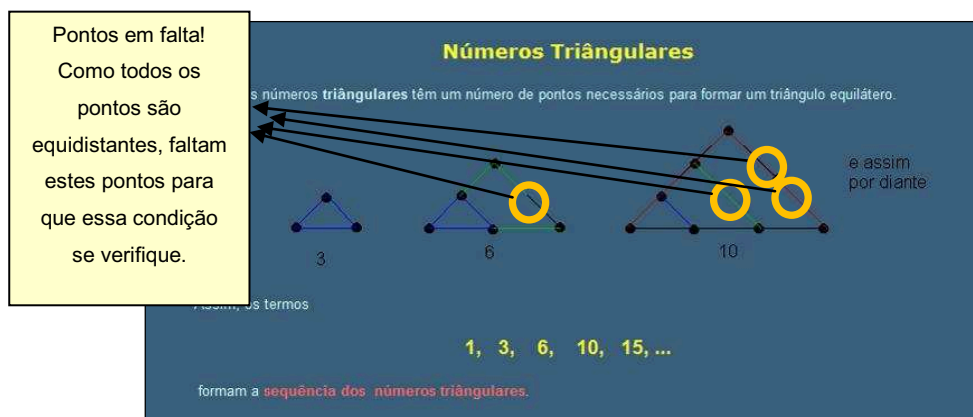 Pontos em falta!
Como todos os
pontos são
equidistantes, faltam
estes pontos para
que essa condição
se verifique.
Números Triângulares
s números triângulares têm um número de pontos necessários para formar um triângulo equilátero.
e assim
por diante
3
6
10
Assim, os termos
1, 3, 6, 10, 15, ...
formam a sequência dos números triângulares.